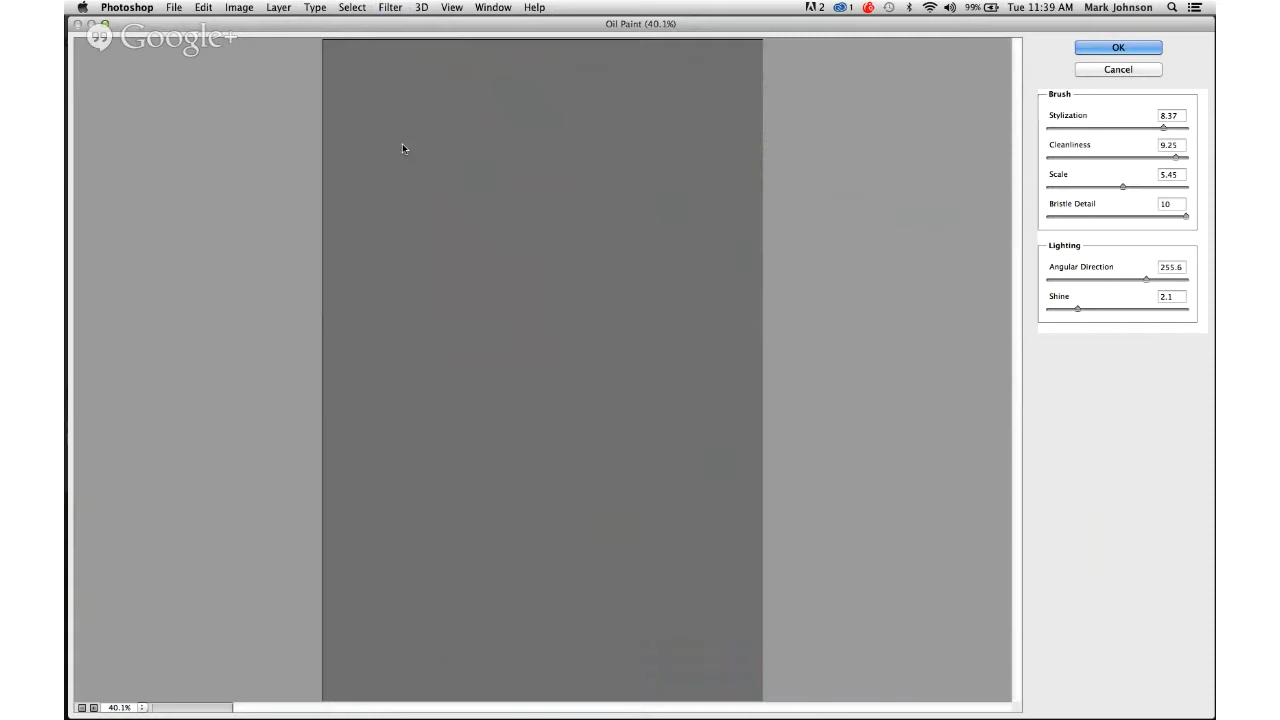 Photoshop File Edit Image Layer Type Select Filter 3D View Window Help 2 1 99% Tue 11:39 AM Mark Johnson
Oil Paint (40.1%)
Google+
OK
Cancel
Brush
Stylization 8.37
Cleanliness 9.25
Scale 5.45
Bristle Detail 10
Lighting
Angular Direction 255.6
Shine 2.1
40.1%